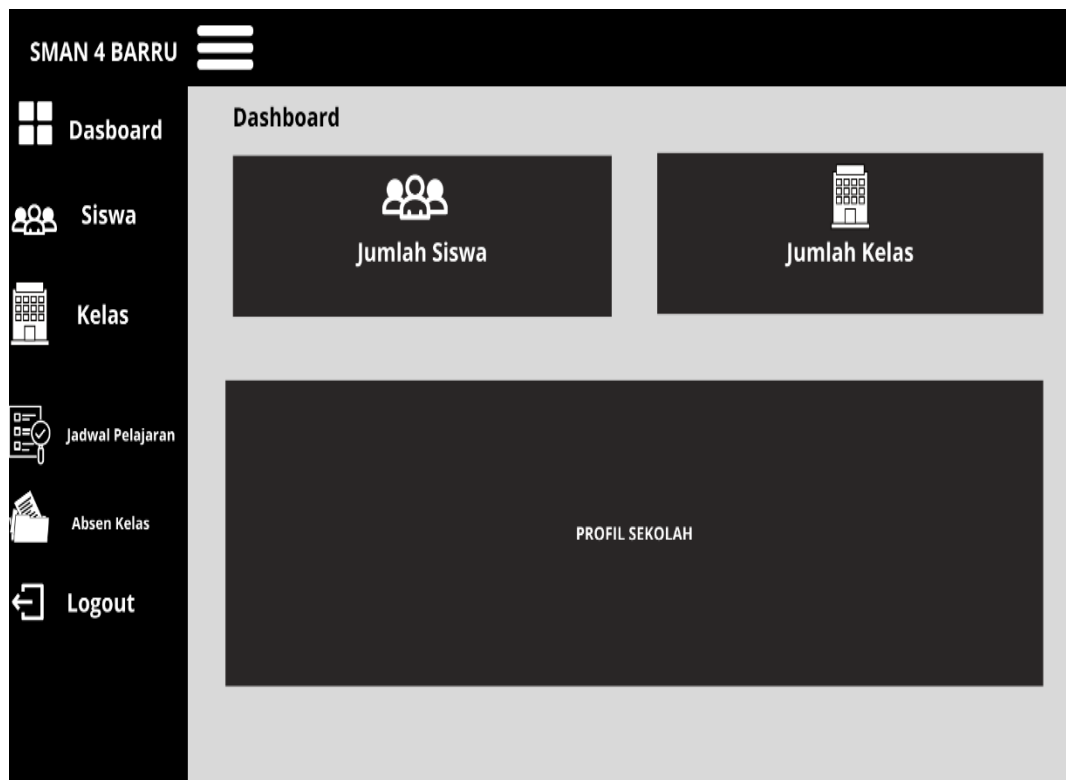 SMAN 4 BARRU
Dasboard
Siswa
Kelas
Jadwal Pelajaran
Absen Kelas
Logout
Dashboard
Jumlah Siswa
Jumlah Kelas
PROFIL SEKOLAH